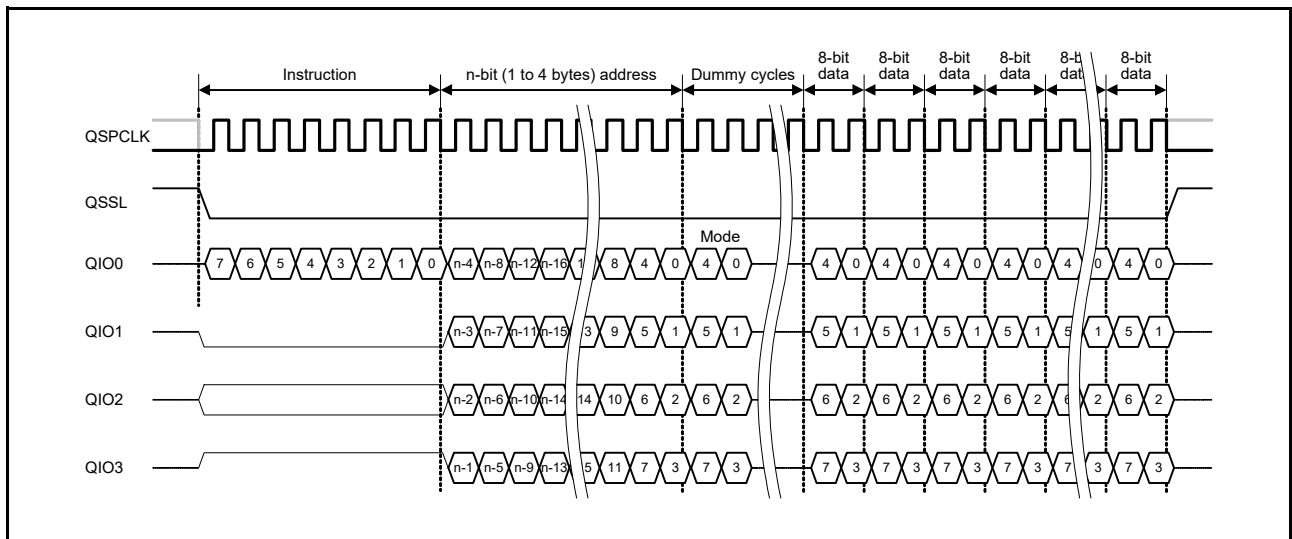 8-bit 8-bit 8-bit 8-bit 8-bit
Instruction n-bit (1 to 4 bytes) address Dummy cycles data data data data data
QSPCLK
QSSL
Mode
QIO0 7 6 5 4 3 2 1 0 n-4 n-8 n-12 n-16 8 4 0 4 0 4 0 4 0 4 0 4 0 4 0 4 0
QIO1 n-3 n-7 n-11 n-15 9 5 1 5 1 5 1 5 1 5 1 5 1 5 1 5 1
QIO2 n-2 n-6 n-10 n-14 14 10 6 2 6 2 6 2 6 2 6 2 6 2 6 2 6 2
QIO3 n-1 n-5 n-9 n-13 11 7 3 7 3 7 3 7 3 7 3 7 3 7 3 7 3